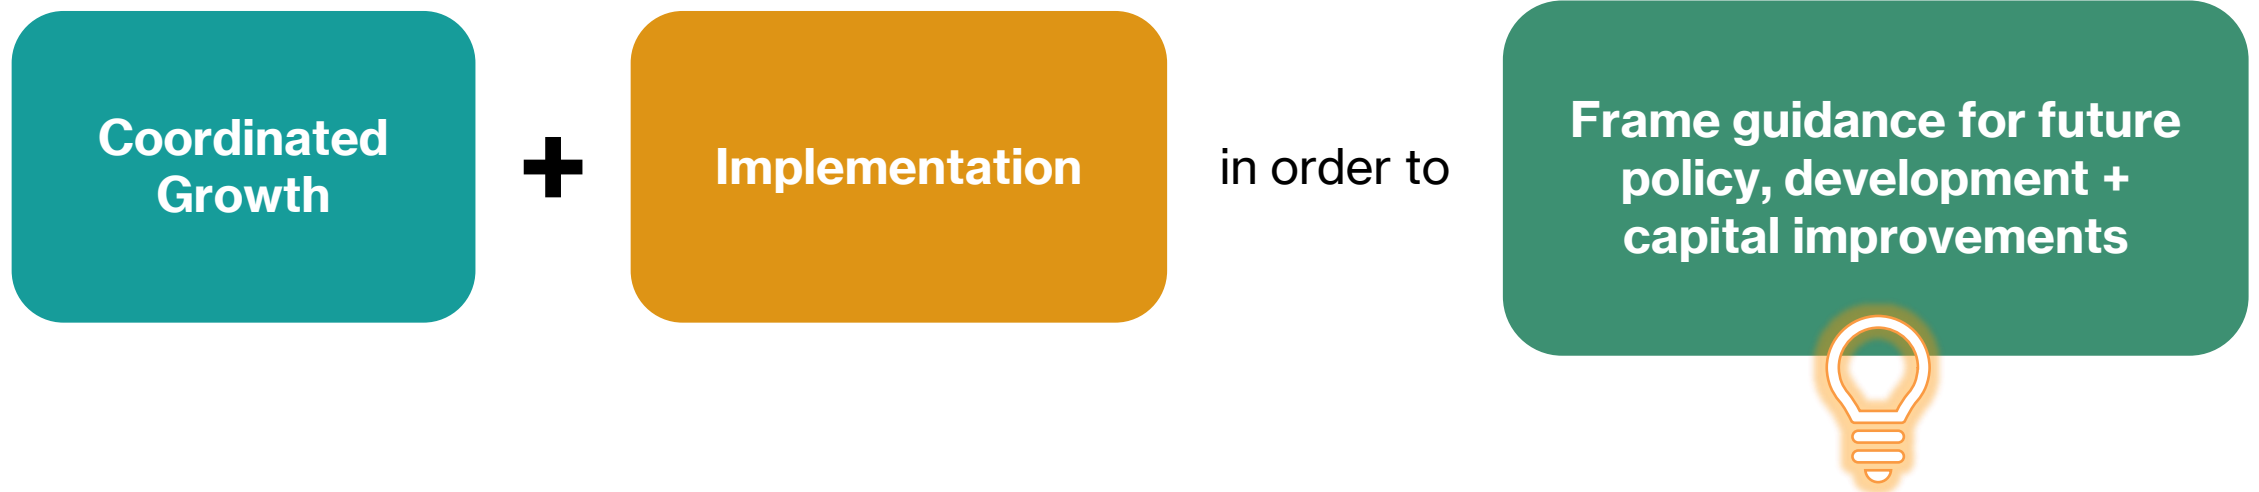 Coordinated
Growth
+
Implementation
in order to
Frame guidance for future
policy, development +
capital improvements